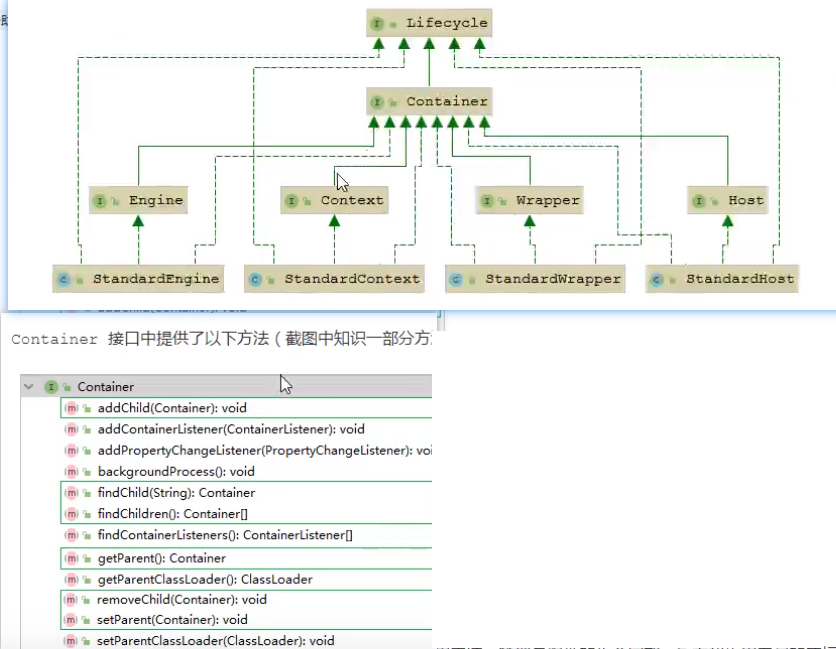 Lifecycle
Container
Engine
Context
Wrapper
Host
StandardEngine
StandardContext
StandardWrapper
StandardHost
Container 接口中提供了以下方法（截图中知识一部分方
Container
addChild(Container): void
addContainerListener(ContainerListener): void
addPropertyChangeListener(PropertyChangeListener): voi
backgroundProcess(): void
findChild(String): Container
findChildren(): Container[]
findContainerListeners(): ContainerListener[]
getParent(): Container
getParentClassLoader(): ClassLoader
removeChild(Container): void
setParent(Container): void
setParentClassLoader(ClassLoader): void